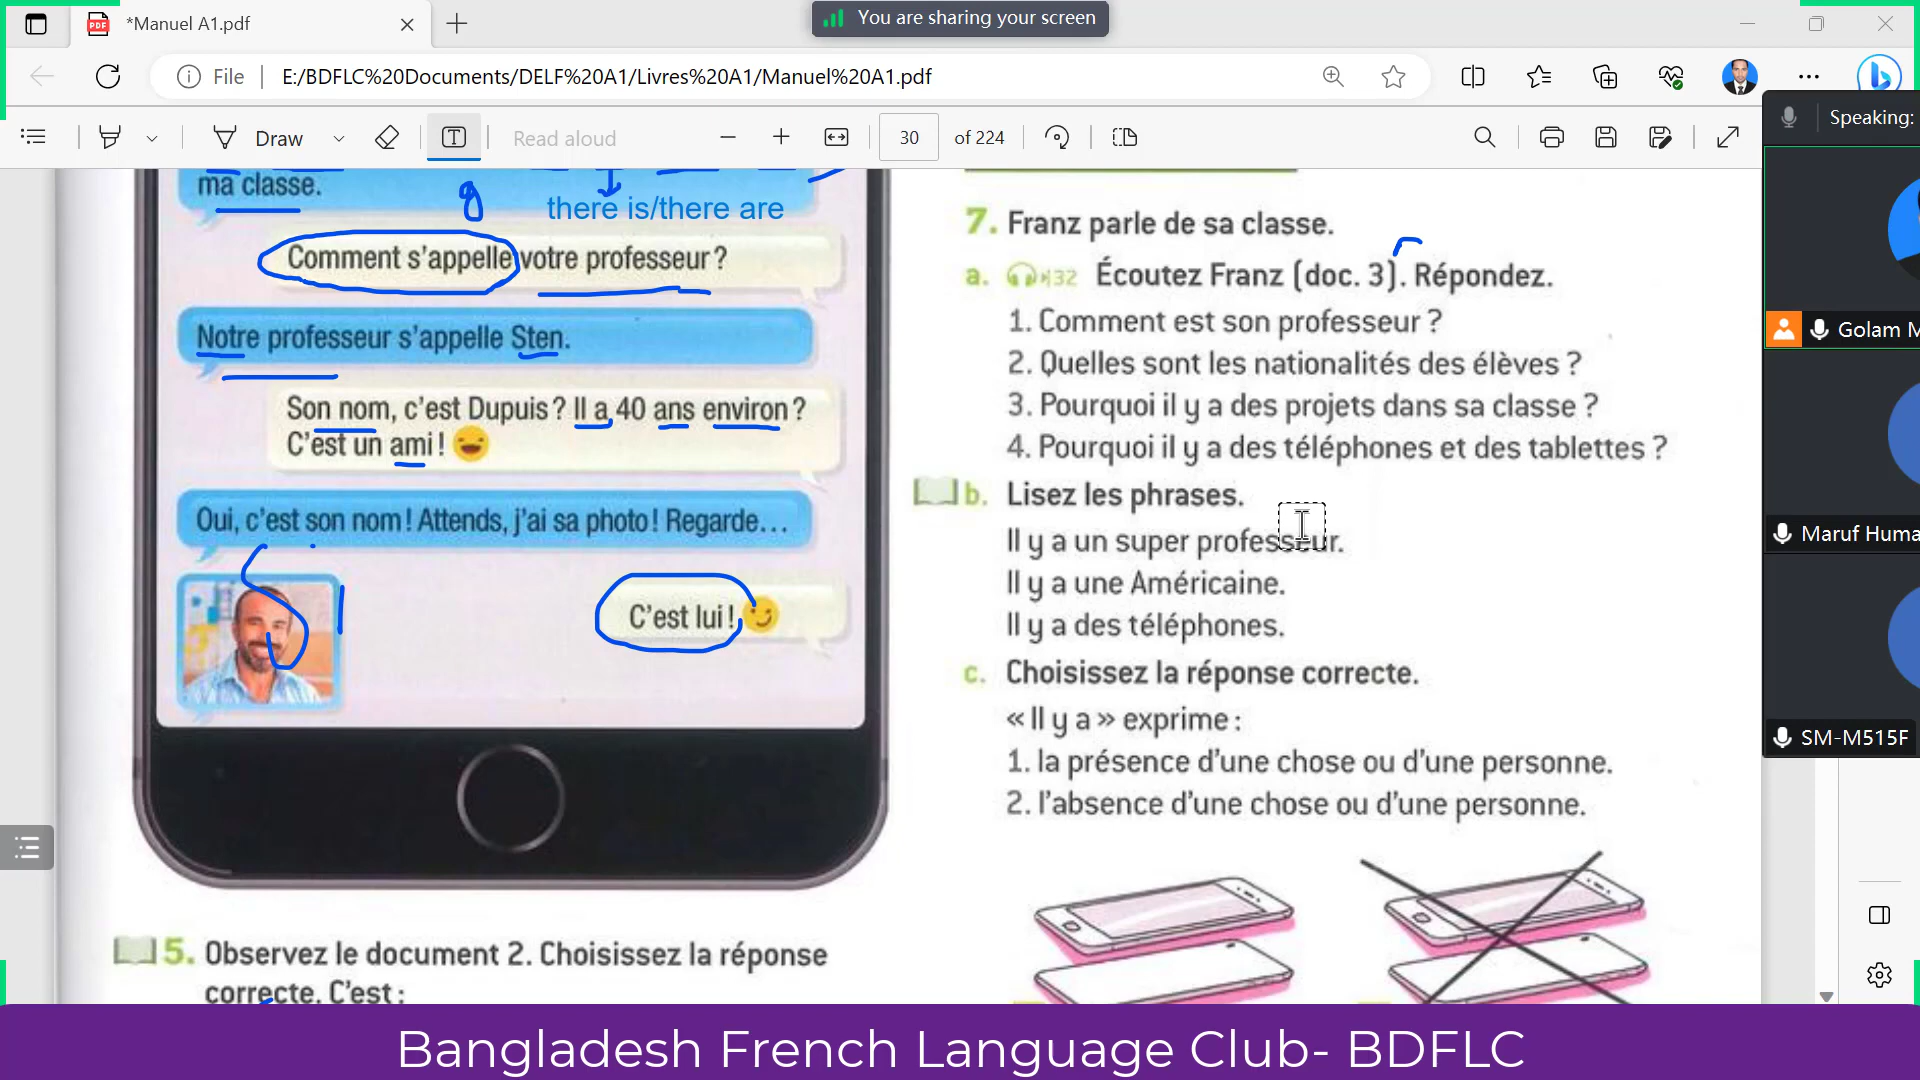 *Manuel A1.pdf
You are sharing your screen
File
E:/BDFLC%20Documents/DELF%20A1/Livres%20A1/Manuel%20A1.pdf
Draw
Read aloud
30
of 224
Speaking:
ma classe.
there is/there are
Comment s'appelle votre professeur ?
Notre professeur s'appelle Sten.
Son nom, c'est Dupuis ? Il a 40 ans environ ?
C'est un ami !
Oui, c'est son nom ! Attends, j'ai sa photo ! Regarde…
C'est lui !
5. Observez le document 2. Choisissez la réponse
correcte. C'est :
7. Franz parle de sa classe.
a. 32 Écoutez Franz (doc. 3). Répondez.
1. Comment est son professeur ?
2. Quelles sont les nationalités des élèves ?
3. Pourquoi il y a des projets dans sa classe ?
4. Pourquoi il y a des téléphones et des tablettes ?
b. Lisez les phrases.
Il y a un super professeur.
Il y a une Américaine.
Il y a des téléphones.
c. Choisissez la réponse correcte.
« Il y a » exprime :
1. la présence d'une chose ou d'une personne.
2. l'absence d'une chose ou d'une personne.
Golam M
Maruf Huma
SM-M515F
Bangladesh French Language Club- BDFLC